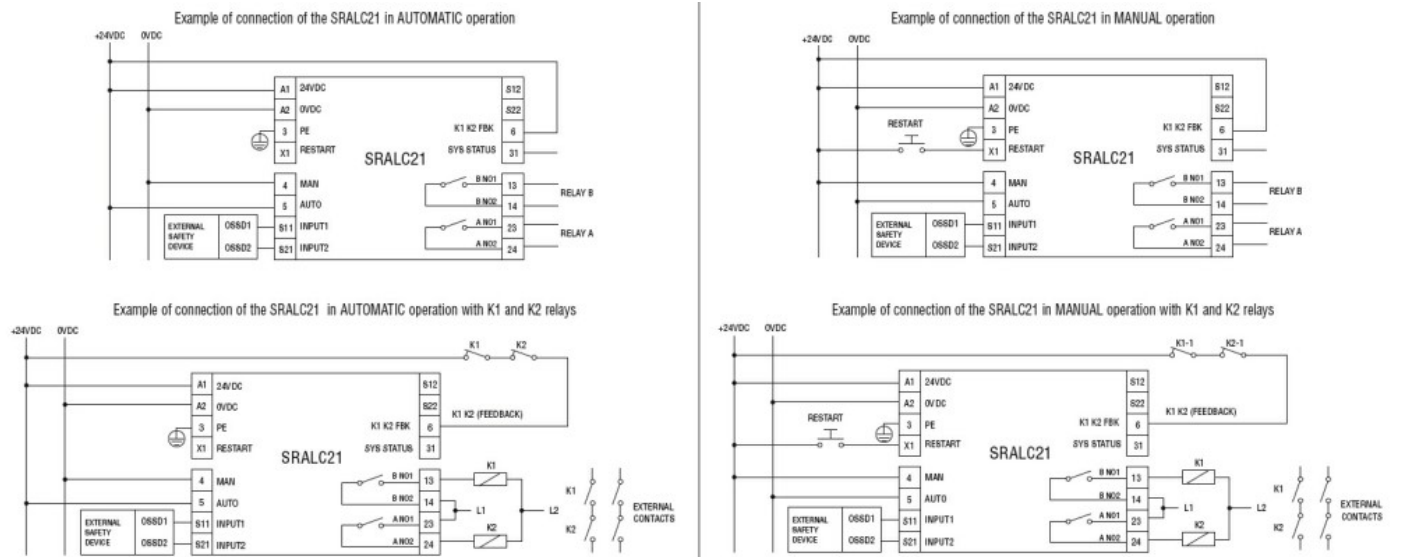 Example of connection of the SRALC21 in AUTOMATIC operation
+24VDC 0VDC
A1 24VDC S12
A2 0VDC S22
3 PE K1 K2 FBK 6
X1 RESTART SYS STATUS 31
SRALC21
4 MAN B NO1 13
RELAY B
5 AUTO B NO2 14
EXTERNAL SAFETY DEVICE
OSSD1 S11 INPUT1 A NO1 23
RELAY A
OSSD2 S21 INPUT2 A NO2 24
Example of connection of the SRALC21 in MANUAL operation
+24VDC 0VDC
A1 24VDC S12
A2 0VDC S22
RESTART
3 PE K1 K2 FBK 6
X1 RESTART SYS STATUS 31
SRALC21
4 MAN B NO1 13
RELAY B
5 AUTO B NO2 14
EXTERNAL SAFETY DEVICE
OSSD1 S11 INPUT1 A NO1 23
RELAY A
OSSD2 S21 INPUT2 A NO2 24
Example of connection of the SRALC21 in AUTOMATIC operation with K1 and K2 relays
+24VDC 0VDC
K1 K2
A1 24VDC S12
A2 0VDC S22
K1 K2 (FEEDBACK)
3 PE K1 K2 FBK 6
X1 RESTART SYS STATUS 31
SRALC21
K1
4 MAN B NO1 13
K1
5 AUTO B NO2 14
L1 L2
EXTERNAL CONTACTS
EXTERNAL SAFETY DEVICE
OSSD1 S11 INPUT1 A NO1 23
K2
K2
OSSD2 S21 INPUT2 A NO2 24
Example of connection of the SRALC21 in MANUAL operation with K1 and K2 relays
+24VDC 0VDC
K1-1 K2-1
A1 24VDC S12
A2 0VDC S22
K1 K2 (FEEDBACK)
RESTART
3 PE K1 K2 FBK 6
X1 RESTART SYS STATUS 31
SRALC21
K1
4 MAN B NO1 13
K1
5 AUTO B NO2 14
L1 L2
EXTERNAL CONTACTS
EXTERNAL SAFETY DEVICE
OSSD1 S11 INPUT1 A NO1 23
K2
K2
OSSD2 S21 INPUT2 A NO2 24